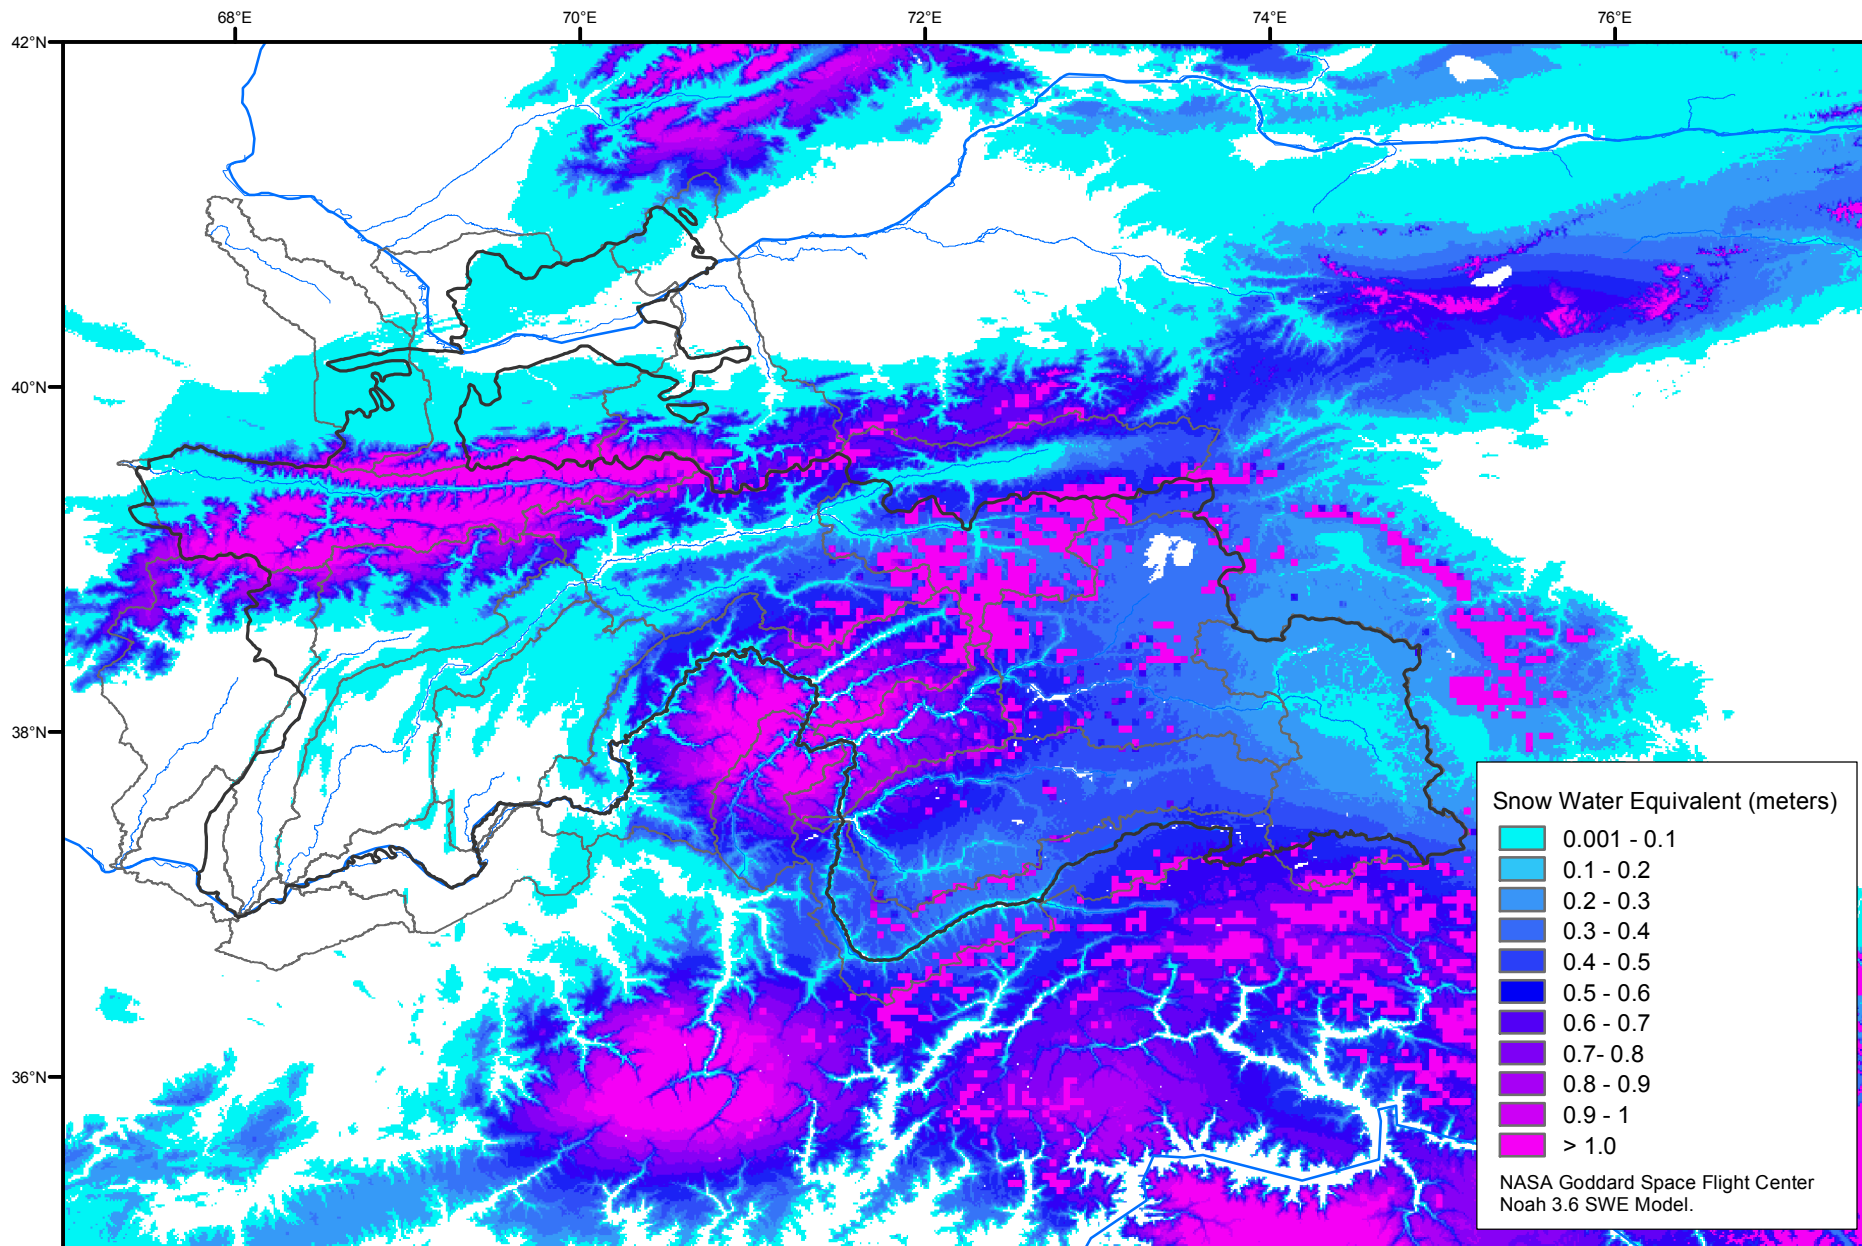 68°E
70°E
72°E
74°E
76°E
42°N
40°N
38°N
36°N
Snow Water Equivalent (meters)
0.001 - 0.1
0.1 - 0.2
0.2 - 0.3
0.3 - 0.4
0.4 - 0.5
0.5 - 0.6
0.6 - 0.7
0.7- 0.8
0.8 - 0.9
0.9 - 1
> 1.0
NASA Goddard Space Flight Center
Noah 3.6 SWE Model.